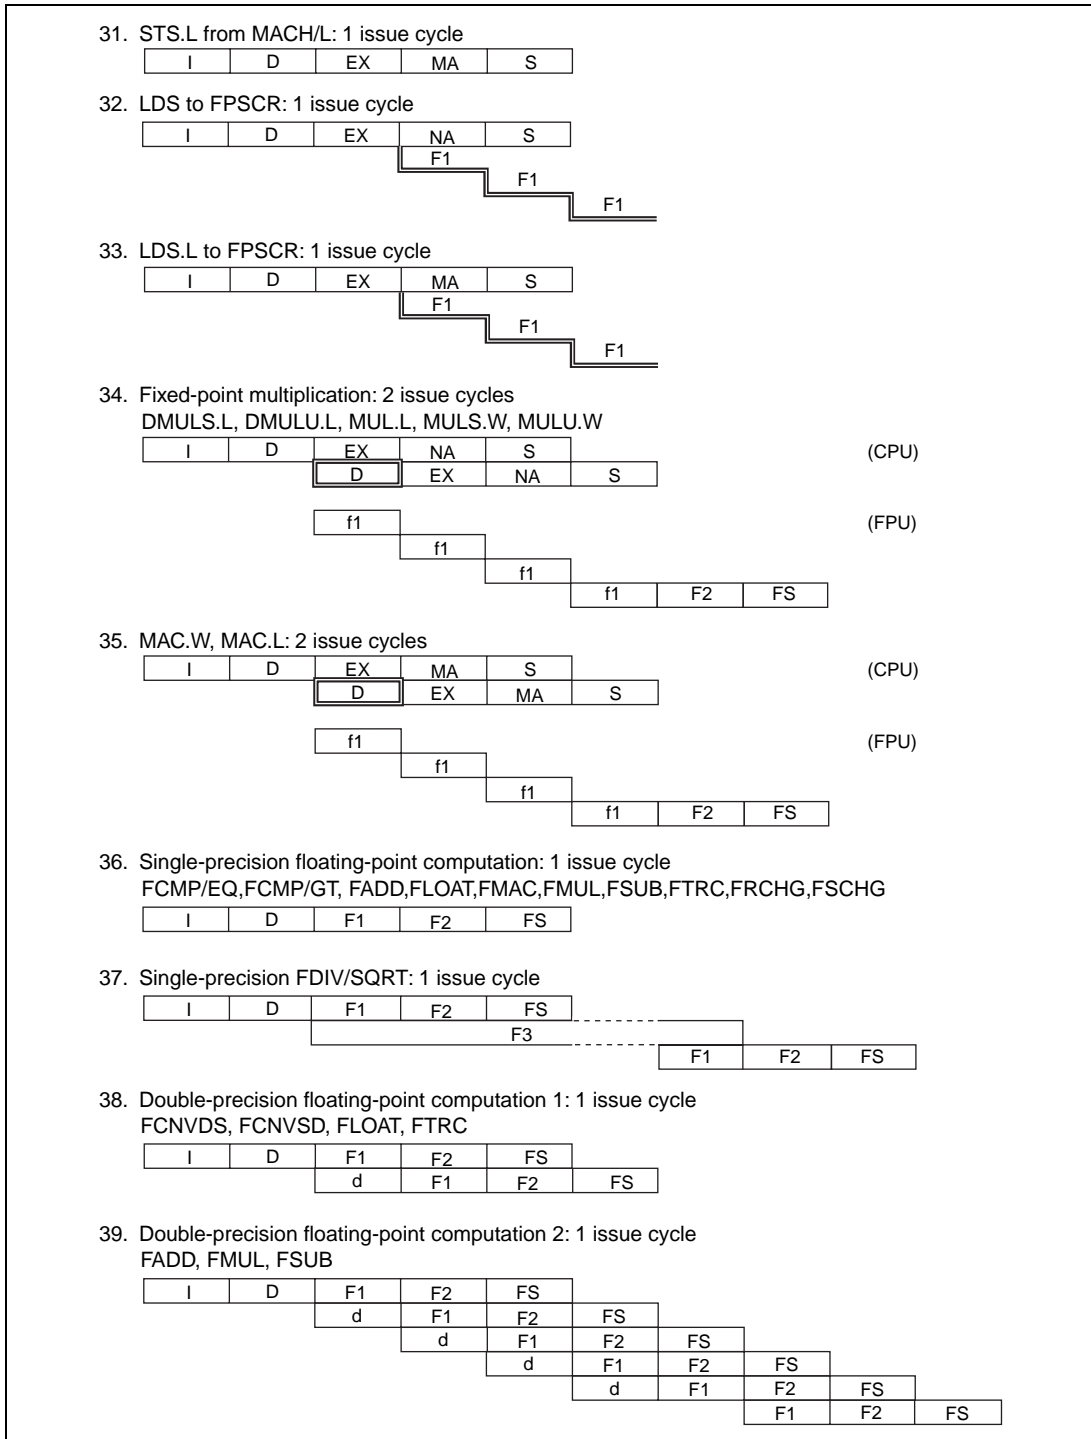 31. STS.L from MACH/L: 1 issue cycle
I D EX MA S
32. LDS to FPSCR: 1 issue cycle
I D EX NA S
F1
F1
F1
33. LDS.L to FPSCR: 1 issue cycle
I D EX MA S
F1
F1
F1
34. Fixed-point multiplication: 2 issue cycles
DMULS.L, DMULU.L, MUL.L, MULS.W, MULU.W
I D EX NA S (CPU)
D EX NA S
f1 (FPU)
f1
f1
f1 F2 FS
35. MAC.W, MAC.L: 2 issue cycles
I D EX MA S (CPU)
D EX MA S
f1 (FPU)
f1
f1
f1 F2 FS
36. Single-precision floating-point computation: 1 issue cycle
FCMP/EQ,FCMP/GT, FADD,FLOAT,FMAC,FMUL,FSUB,FTRC,FRCHG,FSCHG
I D F1 F2 FS
37. Single-precision FDIV/SQRT: 1 issue cycle
I D F1 F2 FS
F3
F1 F2 FS
38. Double-precision floating-point computation 1: 1 issue cycle
FCNVDS, FCNVSD, FLOAT, FTRC
I D F1 F2 FS
d F1 F2 FS
39. Double-precision floating-point computation 2: 1 issue cycle
FADD, FMUL, FSUB
I D F1 F2 FS
d F1 F2 FS
d F1 F2 FS
d F1 F2 FS
d F1 F2 FS
F1 F2 FS